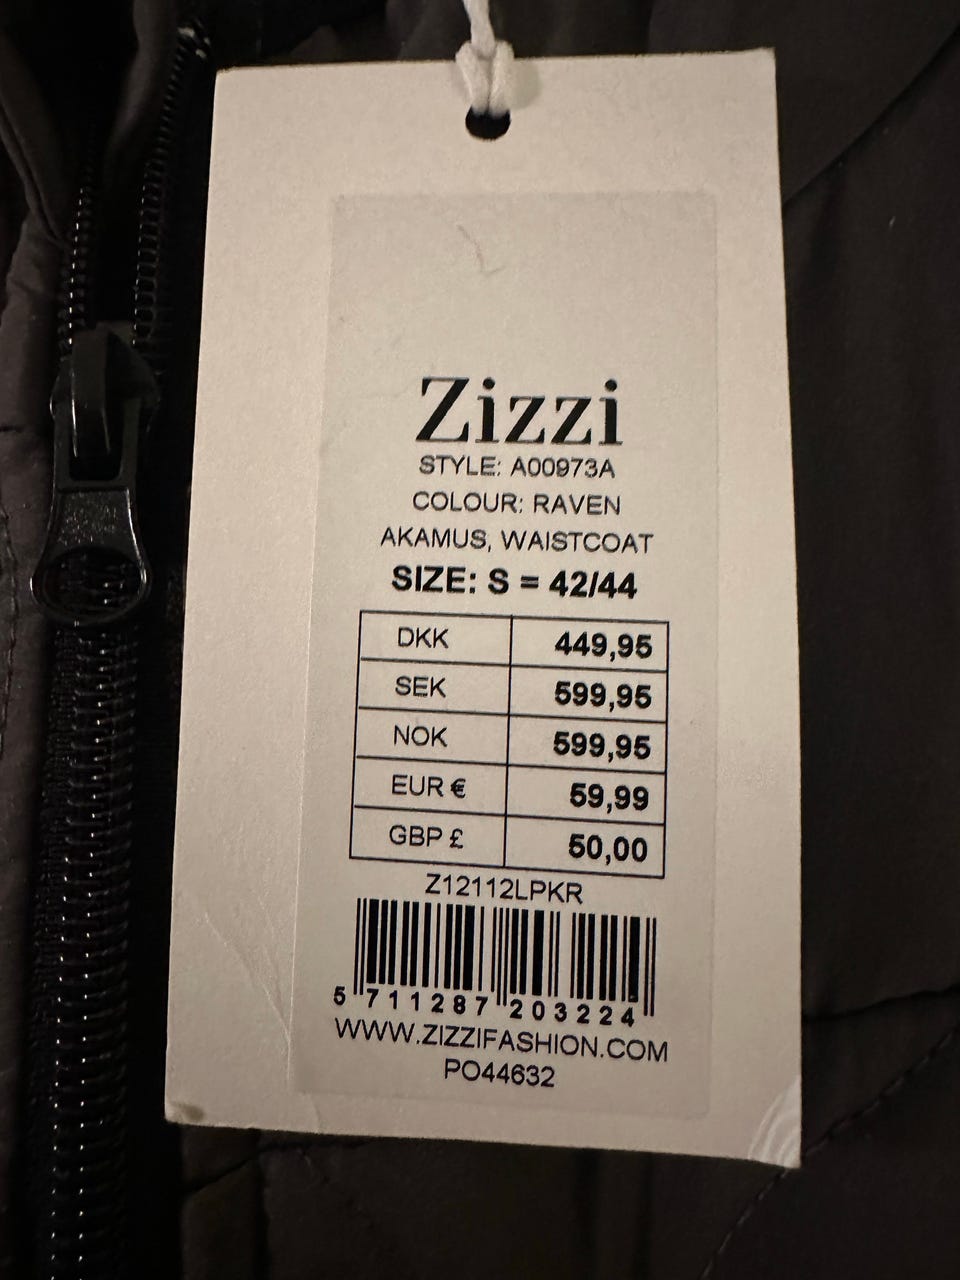 Zizzi
STYLE: A00973A
COLOUR: RAVEN
AKAMUS, WAISTCOAT
SIZE: S = 42/44
DKK 449,95
SEK 599,95
NOK 599,95
EUR € 59,99
GBP £ 50,00
Z12112LPKR
5 711287 203224
WWW.ZIZZIFASHION.COM
PO44632